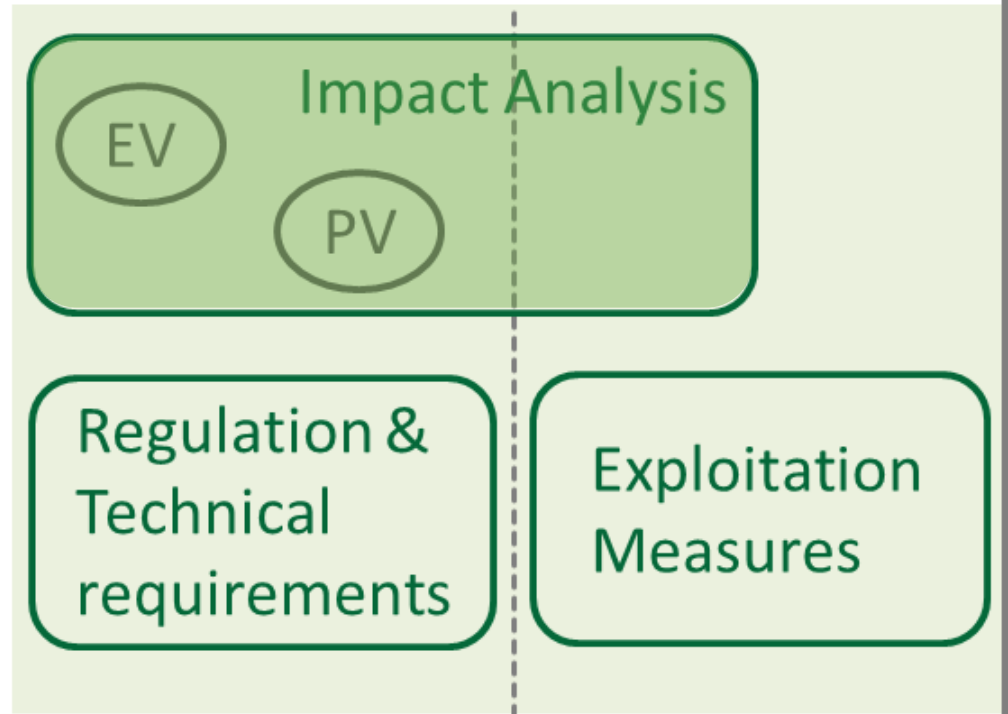 Impact Analysis
EV
PV
Regulation &
Technical
requirements
Exploitation
Measures